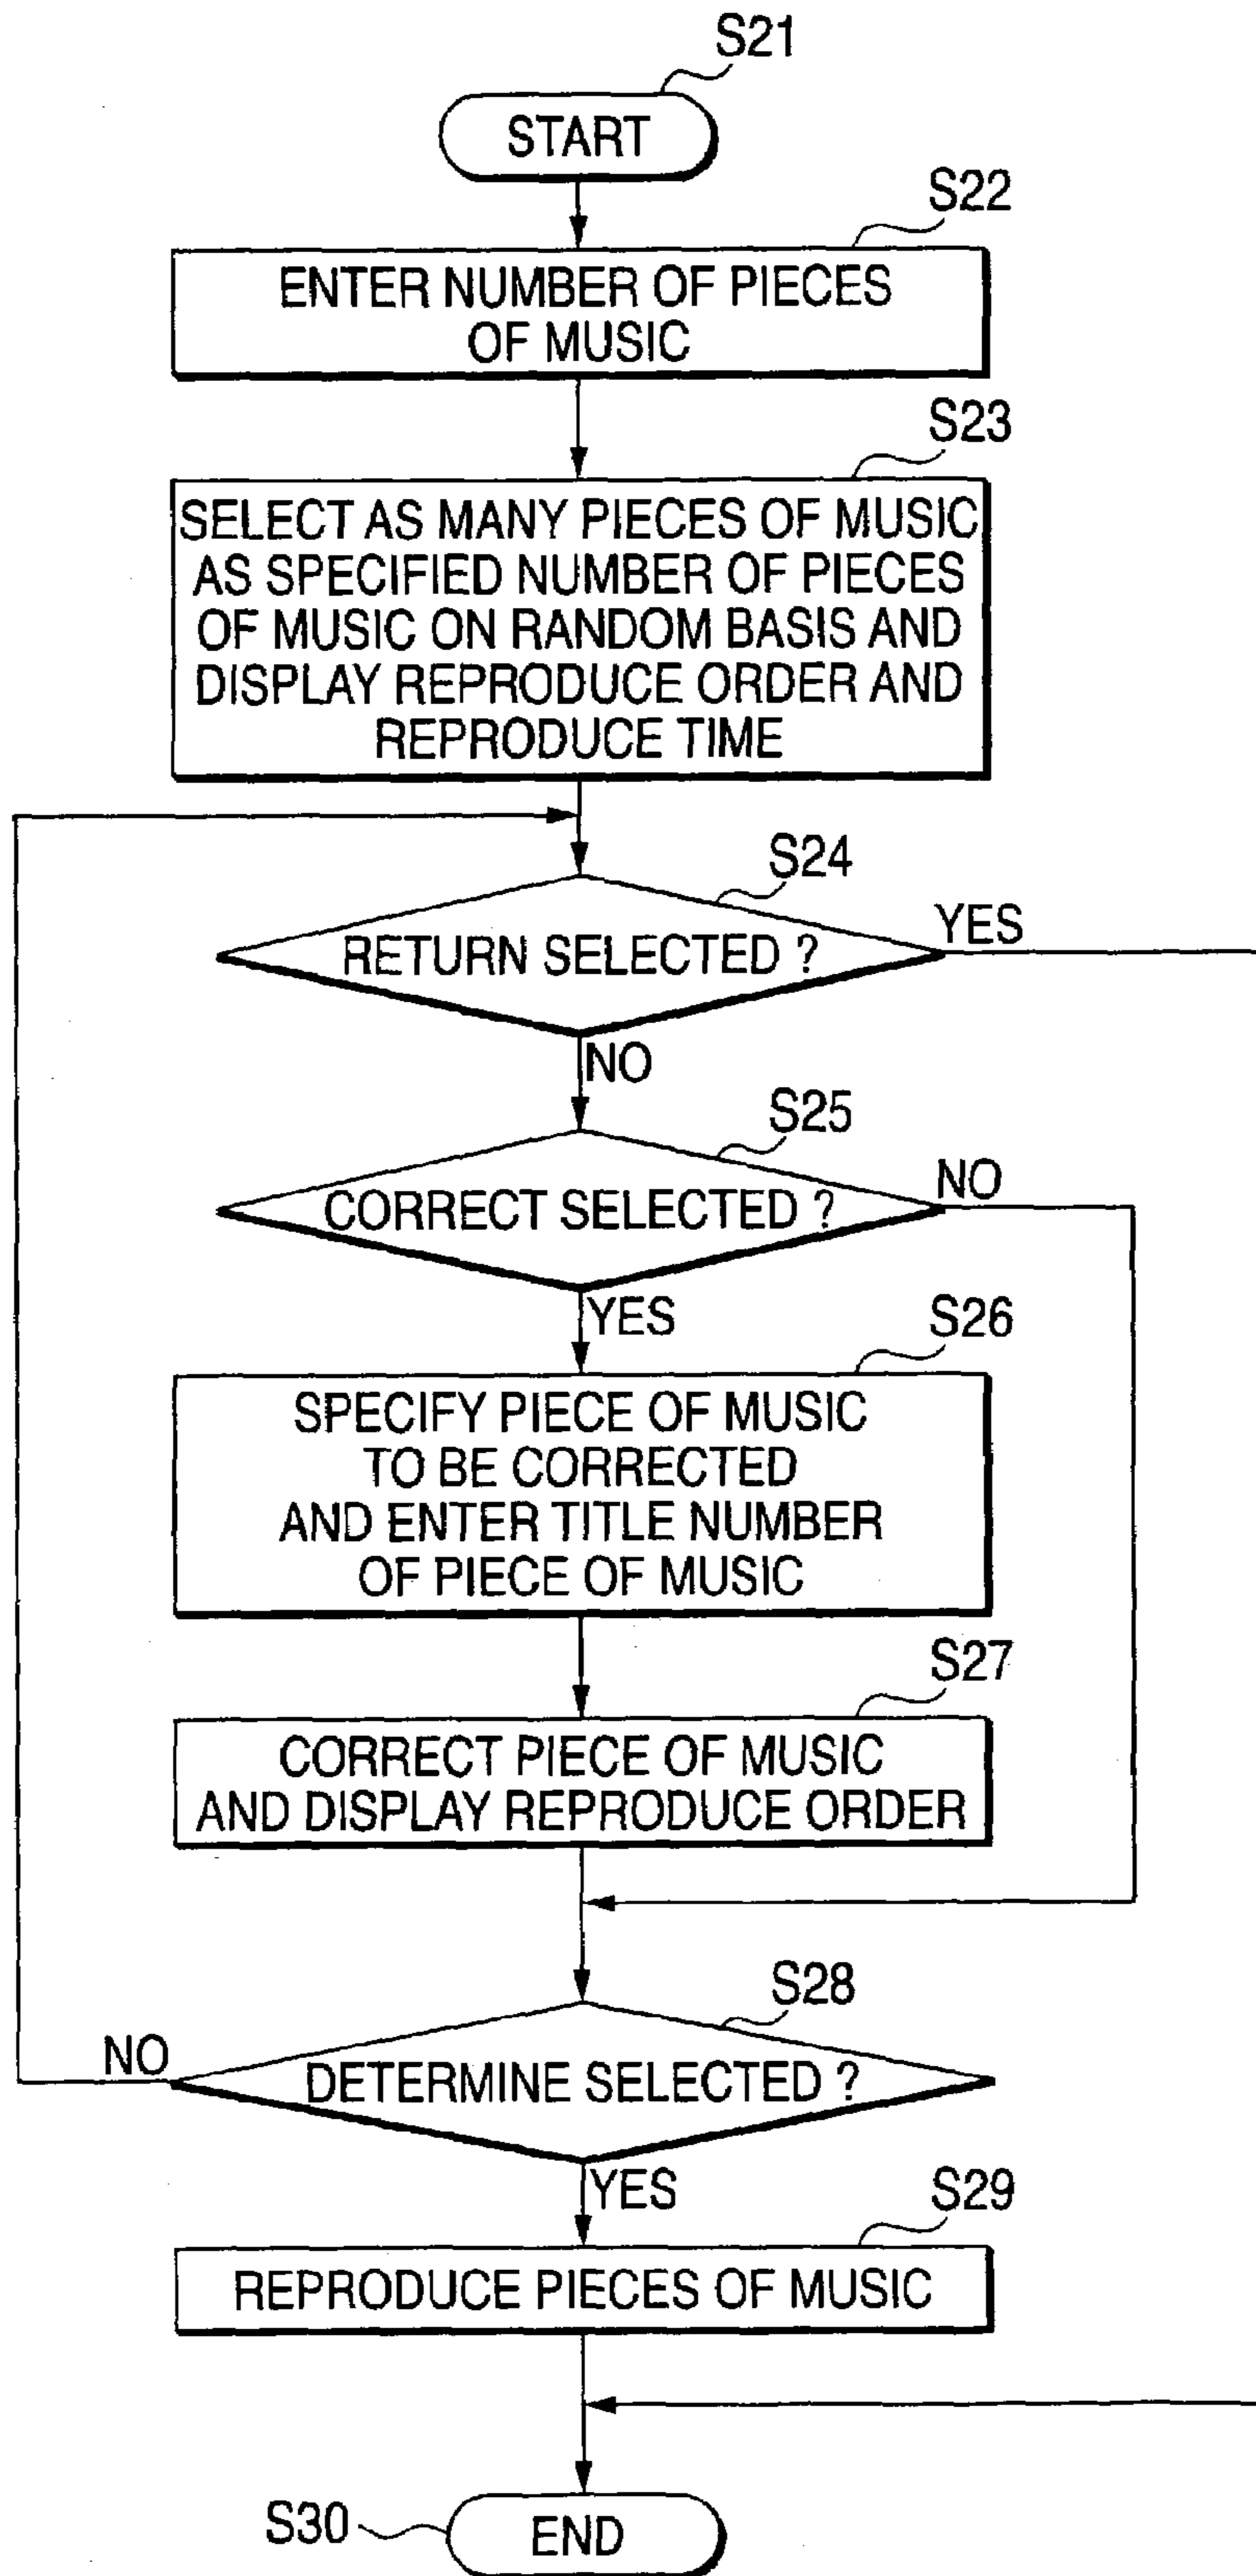 S21
START
S22
ENTER NUMBER OF PIECES
OF MUSIC
S23
SELECT AS MANY PIECES OF MUSIC
AS SPECIFIED NUMBER OF PIECES
OF MUSIC ON RANDOM BASIS AND
DISPLAY REPRODUCE ORDER AND
REPRODUCE TIME
S24
RETURN SELECTED ?
YES
NO
S25
CORRECT SELECTED ?
NO
YES
S26
SPECIFY PIECE OF MUSIC
TO BE CORRECTED
AND ENTER TITLE NUMBER
OF PIECE OF MUSIC
S27
CORRECT PIECE OF MUSIC
AND DISPLAY REPRODUCE ORDER
S28
NO
DETERMINE SELECTED ?
YES
S29
REPRODUCE PIECES OF MUSIC
S30
END